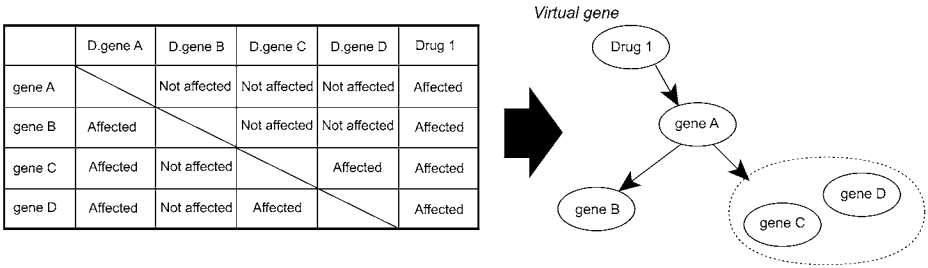 D.gene A D.gene B D.gene C D.gene D Drug 1
gene A Not affected Not affected Not affected Affected
gene B Affected Not affected Not affected Affected
gene C Affected Not affected Affected Affected
gene D Affected Not affected Affected Affected
Virtual gene
Drug 1
gene A
gene B
gene C
gene D